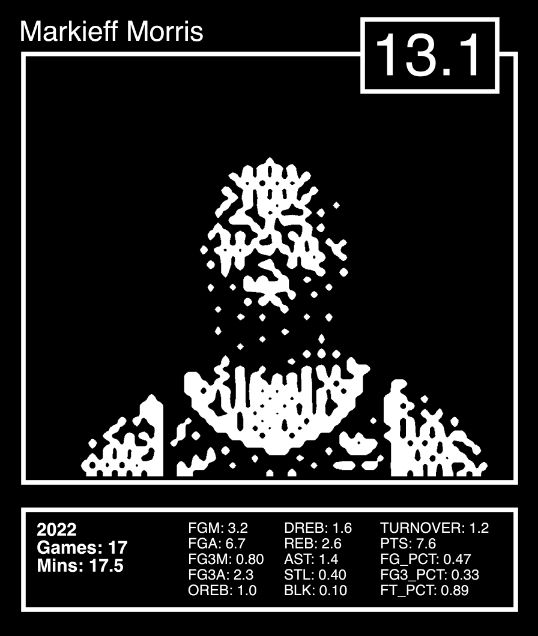 Markieff Morris
13.1
2022
Games: 17
Mins: 17.5
FGM: 3.2
FGA: 6.7
FG3M: 0.80
FG3A: 2.3
OREB: 1.0
DREB: 1.6
REB: 2.6
AST: 1.4
STL: 0.40
BLK: 0.10
TURNOVER: 1.2
PTS: 7.6
FG_PCT: 0.47
FG3_PCT: 0.33
FT_PCT: 0.89